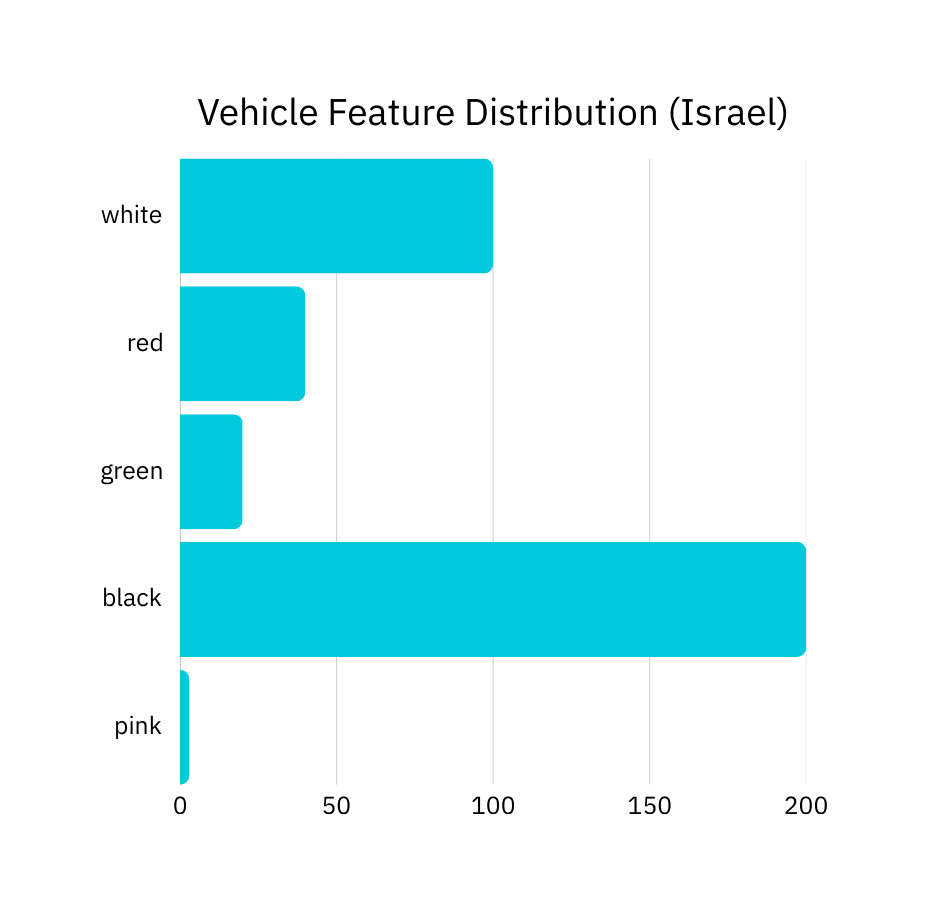 Vehicle Feature Distribution (Israel)
white
red
green
black
pink
0 50 100 150 200